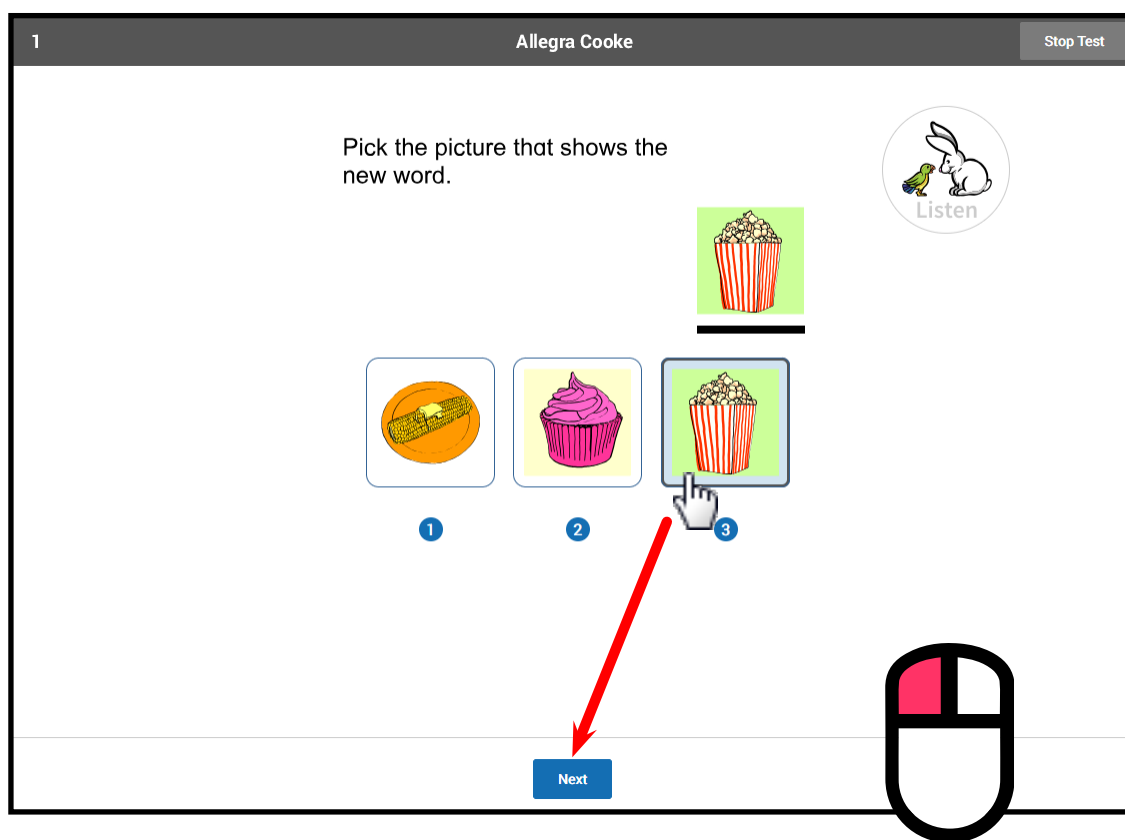 1
Allegra Cooke
Stop Test
Pick the picture that shows the
new word.
Listen
1
2
3
Next